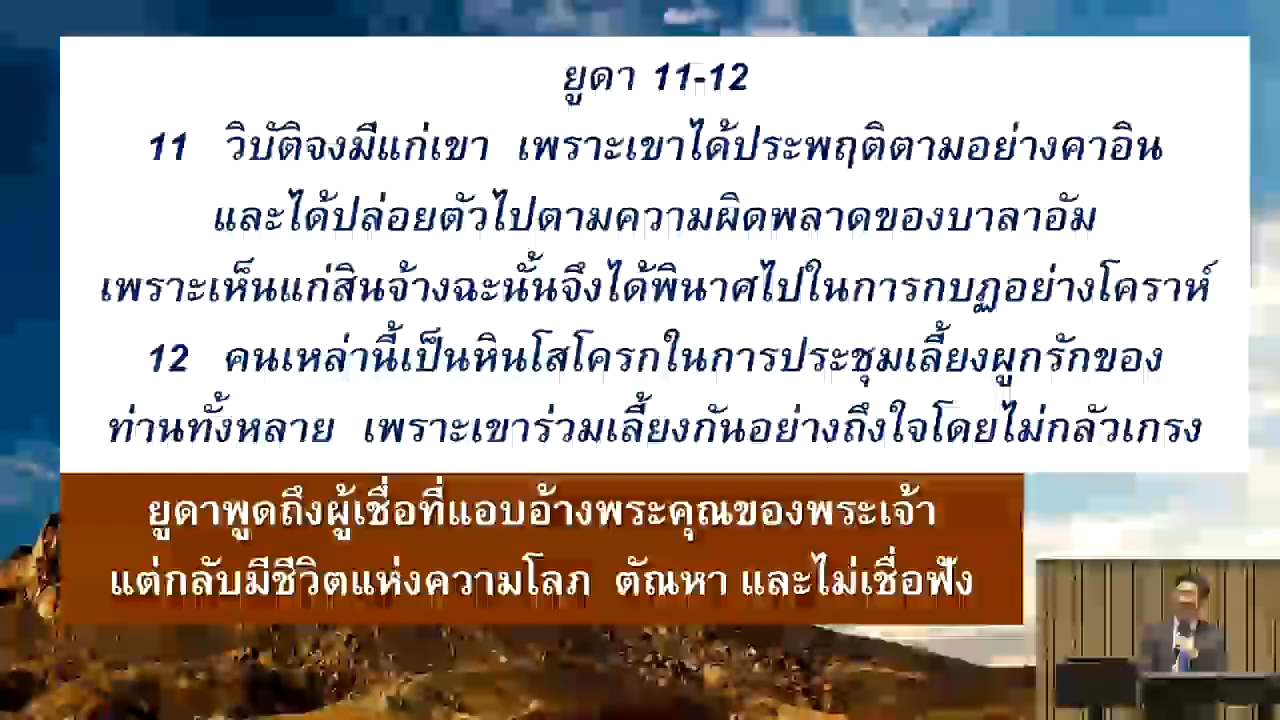 ยูดา 11-12
11 วิบัติจงมีแก่เขา เพราะเขาได้ประพฤติตามอย่างคาอิน
และได้ปล่อยตัวไปตามความผิดพลาดของบาลาอัม
เพราะเห็นแก่สินจ้างฉะนั้นจึงได้พินาศไปในการกบฏอย่างโคราห์
12 คนเหล่านี้เป็นหินโสโครกในการประชุมเลี้ยงผูกรักของ
ท่านทั้งหลาย เพราะเขาร่วมเลี้ยงกันอย่างถึงใจโดยไม่กลัวเกรง
ยูดาพูดถึงผู้เชื่อที่แอบอ้างพระคุณของพระเจ้า
แต่กลับมีชีวิตแห่งความโลภ ตัณหา และไม่เชื่อฟัง